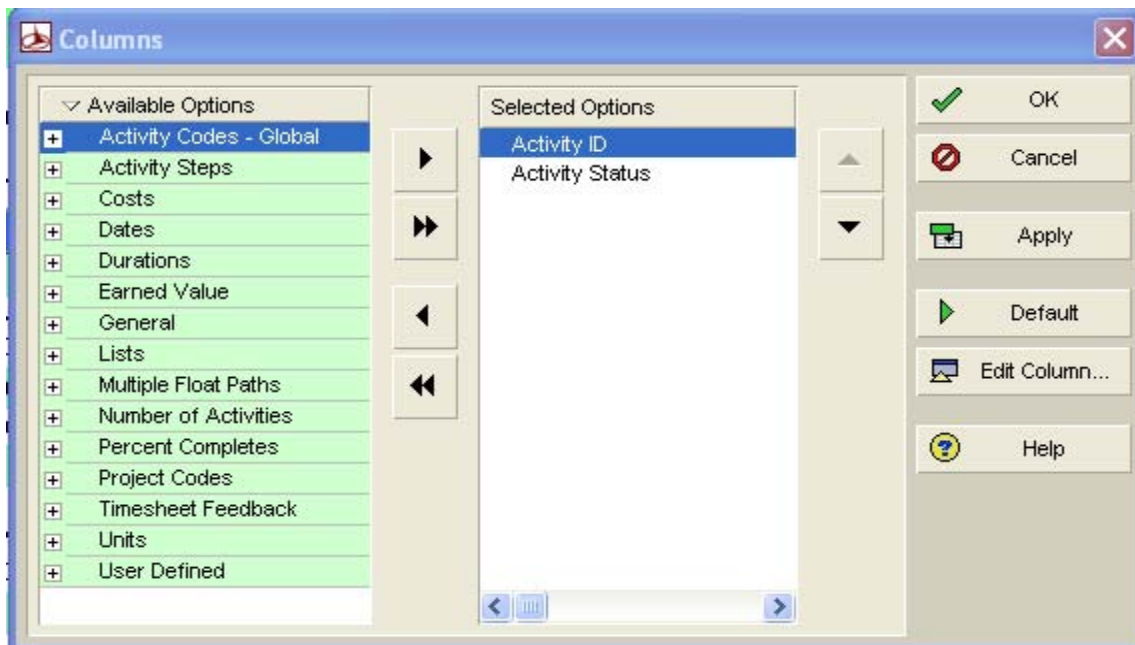 Columns
Available Options
Activity Codes - Global
Activity Steps
Costs
Dates
Durations
Earned Value
General
Lists
Multiple Float Paths
Number of Activities
Percent Completes
Project Codes
Timesheet Feedback
Units
User Defined
Selected Options
Activity ID
Activity Status
OK
Cancel
Apply
Default
Edit Column...
Help